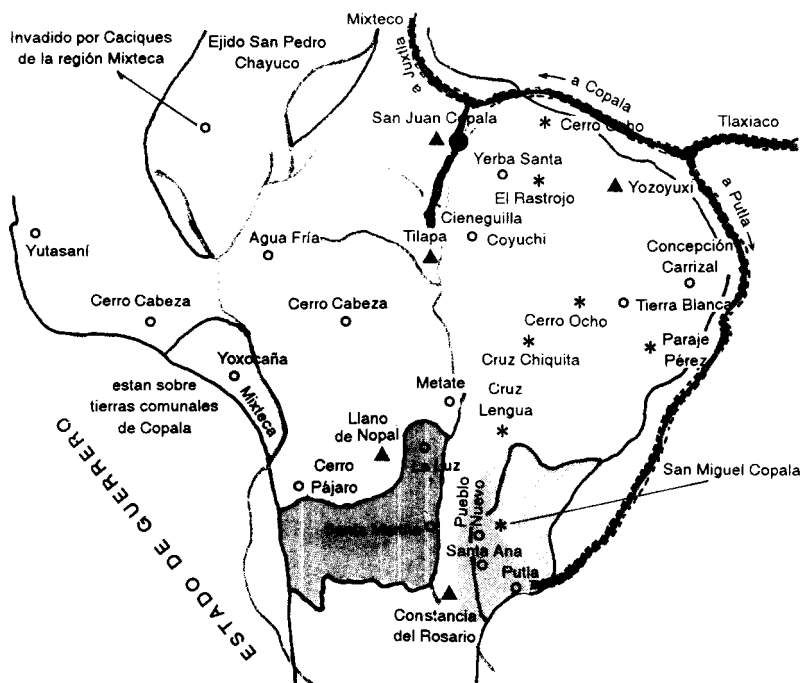 Mixteco
Invadido por Caciques
de la región Mixteca
Ejido San Pedro
Chayuco
a Juxtla
a Copala
San Juan Copala
Cerro Ocho
Tlaxiaco
Yerba Santa
El Rastrojo
Yozoyuxi
a Putla
Cieneguilla
Tilapa
Coyuchi
Yutasaní
Agua Fría
Concepción
Carrizal
Cerro Cabeza
Cerro Cabeza
Cerro Ocho
Tierra Blanca
Cruz Chiquita
Paraje
Pérez
Yoxocaña
Mixteca
estan sobre
tierras comunales
de Copala
Metate
Cruz
Lengua
Llano
de Nopal
La Luz
Cerro
Pájaro
San Miguel Copala
Pueblo
Nuevo
Santa Ana
Putla
Constancia
del Rosario
ESTADO DE GUERRERO